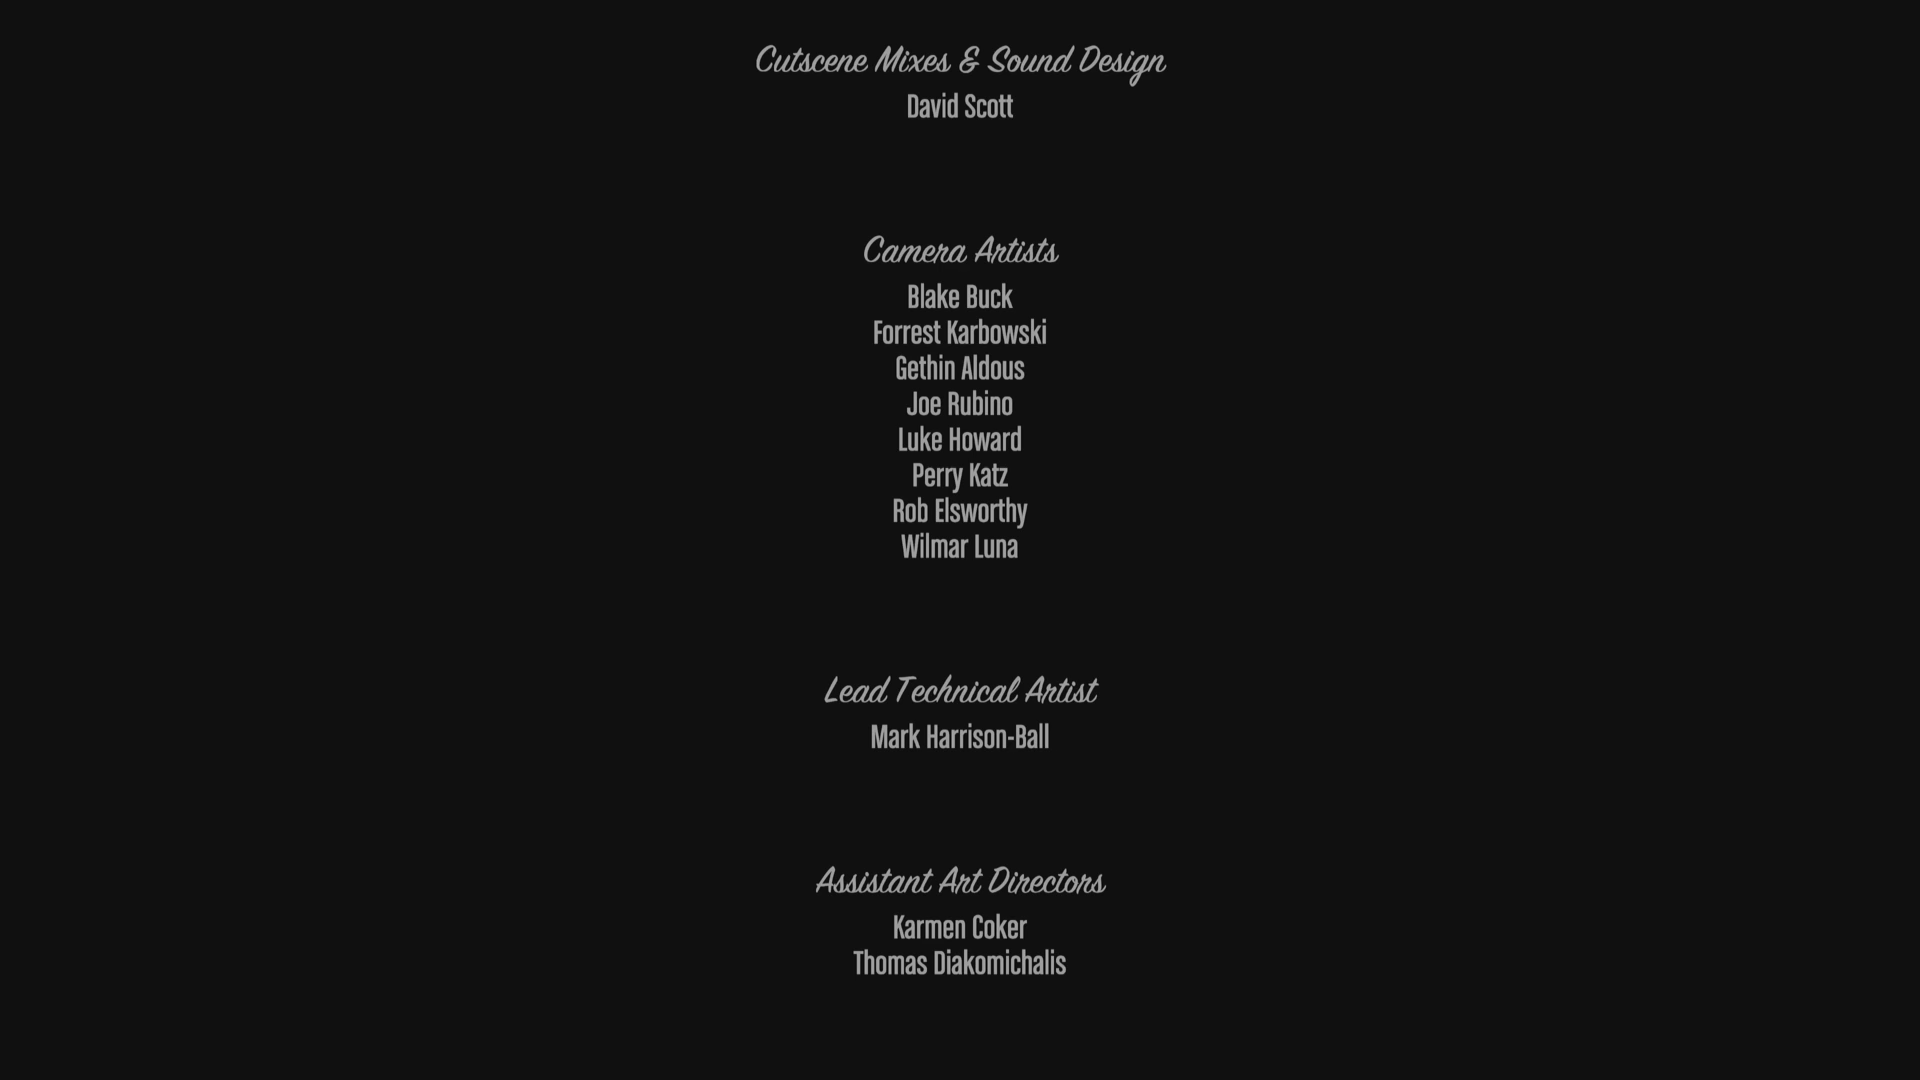 Cutscene Mixes & Sound Design
David Scott
Camera Artists
Blake Buck
Forrest Karbowski
Gethin Aldous
Joe Rubino
Luke Howard
Perry Katz
Rob Elsworthy
Wilmar Luna
Lead Technical Artist
Mark Harrison-Ball
Assistant Art Directors
Karmen Coker
Thomas Diakomichalis